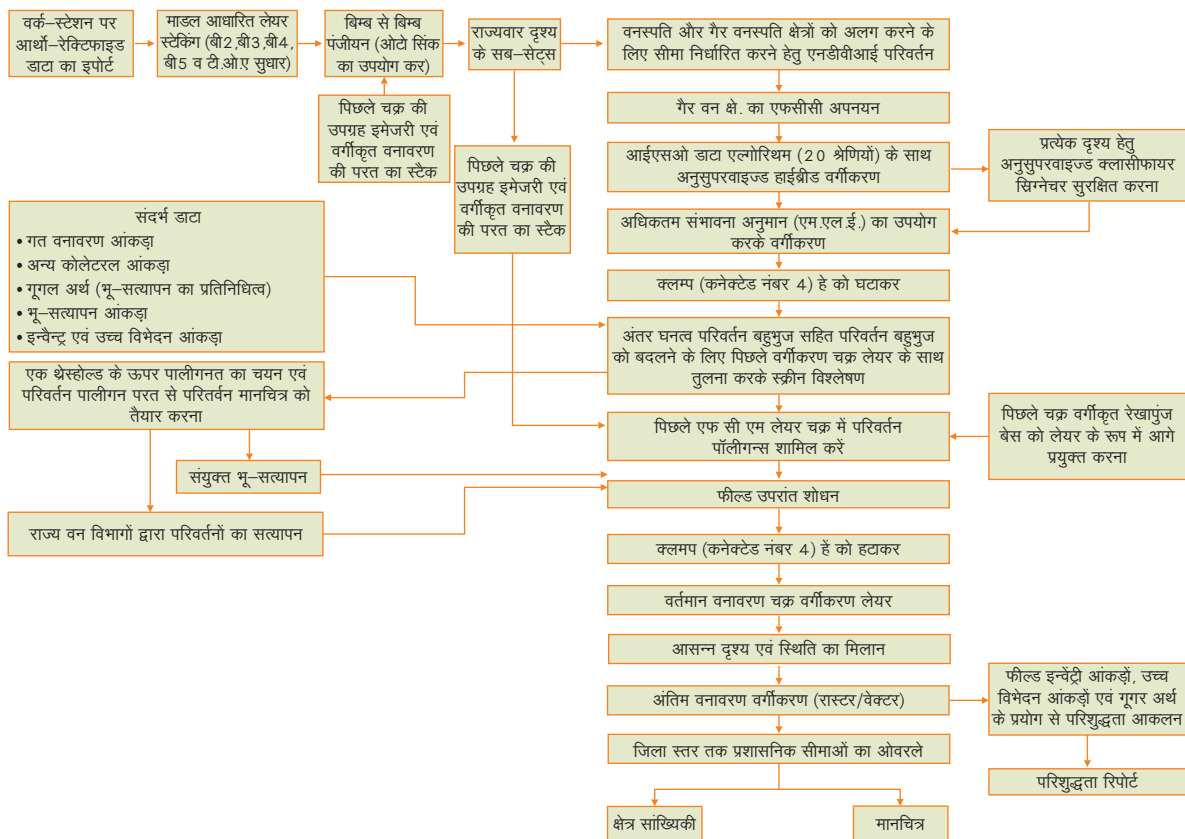 वर्क–स्टेशन पर
आर्थो–रेक्टिफाइड
डाटा का इपोर्ट
माडल आधारित लेयर
स्टेकिंग (बी2,बी3,बी4,
बी5 व टी.ओ.ए सुधार)
बिम्ब से बिम्ब
पंजीयन (ओटो सिंक
का उपयोग कर)
राज्यवार दृश्य
के सब–सेट्स
वनस्पति और गैर वनस्पति क्षेत्रों को अलग करने के
लिए सीमा निर्धारित करने हेतु एनडीवीआई परिवर्तन
पिछले चक्र की
उपग्रह इमेजरी एवं
वर्गीकृत वनावरण
की परत का स्टैक
पिछले चक्र की
उपग्रह इमेजरी एवं
वर्गीकृत वनावरण
की परत का स्टैक
गैर वन क्षे. का एफसीसी अपनयन
आईएसओ डाटा एल्गोरिथम (20 श्रेणियों) के साथ
अनुसुपरवाइज्ड हाईब्रीड वर्गीकरण
प्रत्येक दृश्य हेतु
अनुसुपरवाइज्ड क्लासीफायर
सिग्नेचर सुरक्षित करना
अधिकतम संभावना अनुमान (एम.एल.ई.) का उपयोग
करके वर्गीकरण
क्लम्प (कनेक्टेड नंबर 4) हे को घटाकर
संदर्भ डाटा
• गत वनावरण आंकड़ा
• अन्य कोलेटरल आंकड़ा
• गूगल अर्थ (भू–सत्यापन का प्रतिनिधित्व)
• भू–सत्यापन आंकड़ा
• इन्वैन्ट्र एवं उच्च विभेदन आंकड़ा
अंतर घनत्व परिवर्तन बहुभुज सहित परिवर्तन बहुभुज
को बदलने के लिए पिछले वर्गीकरण चक्र लेयर के साथ
तुलना करके स्क्रीन विश्लेषण
एक थ्रेस्होल्ड के ऊपर पालीगनत का चयन एवं
परिवर्तन पालीगन परत से परितर्वन मानचित्र को
तैयार करना
पिछले एफ सी एम लेयर चक्र में परिवर्तन
पॉलीगन्स शामिल करें
पिछले चक्र वर्गीकृत रेखापुंज
बेस को लेयर के रूप में आगे
प्रयुक्त करना
संयुक्त भू–सत्यापन
फील्ड उपरांत शोधन
राज्य वन विभागों द्वारा परिवर्तनों का सत्यापन
क्लमप (कनेक्टेड नंबर 4) हें को हटाकर
वर्तमान वनावरण चक्र वर्गीकरण लेयर
आसन्न दृश्य एवं स्थिति का मिलान
अंतिम वनावरण वर्गीकरण (रास्टर/वेक्टर)
फील्ड इन्वेंट्री आंकड़ों, उच्च
विभेदन आंकड़ों एवं गूगर अर्थ
के प्रयोग से परिशुद्धता आकलन
जिला स्तर तक प्रशासनिक सीमाओं का ओवरले
परिशुद्धता रिपोर्ट
क्षेत्र सांख्यिकी
मानचित्र